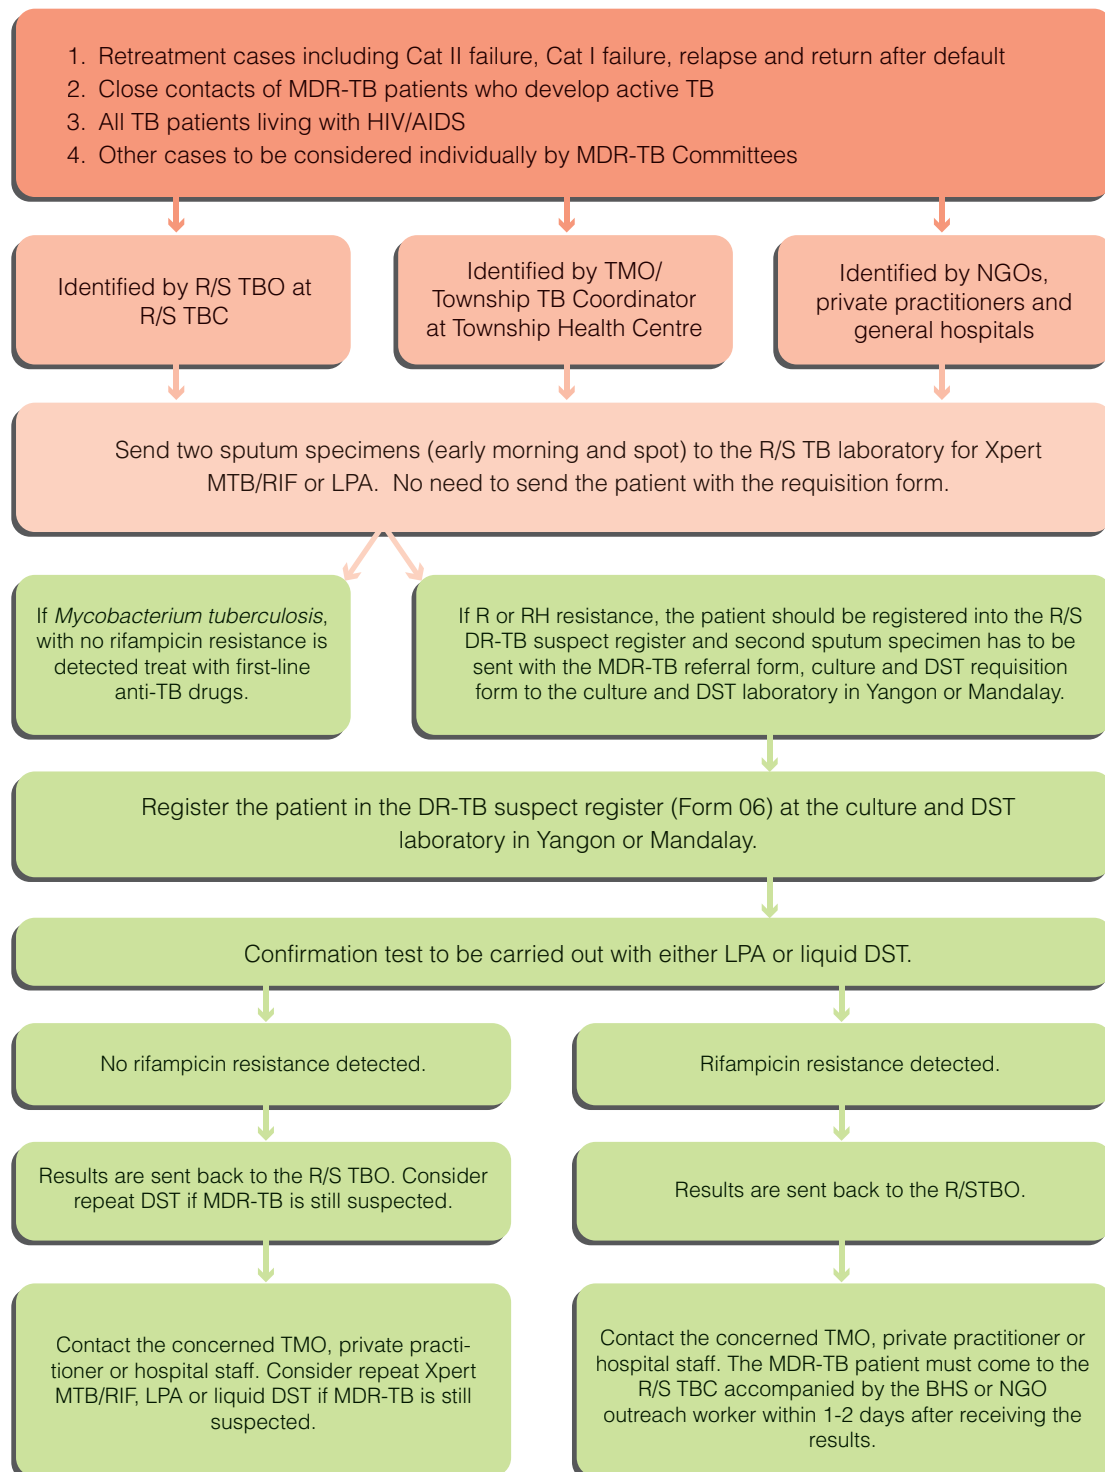 1. Retreatment cases including Cat II failure, Cat I failure, relapse and return after default
2. Close contacts of MDR-TB patients who develop active TB
3. All TB patients living with HIV/AIDS
4. Other cases to be considered individually by MDR-TB Committees
Identified by R/S TBO at
R/S TBC
Identified by TMO/
Township TB Coordinator
at Township Health Centre
Identified by NGOs,
private practitioners and
general hospitals
Send two sputum specimens (early morning and spot) to the R/S TB laboratory for Xpert
MTB/RIF or LPA. No need to send the patient with the requisition form.
If Mycobacterium tuberculosis,
with no rifampicin resistance is
detected treat with first-line
anti-TB drugs.
If R or RH resistance, the patient should be registered into the R/S
DR-TB suspect register and second sputum specimen has to be
sent with the MDR-TB referral form, culture and DST requisition
form to the culture and DST laboratory in Yangon or Mandalay.
Register the patient in the DR-TB suspect register (Form 06) at the culture and DST
laboratory in Yangon or Mandalay.
Confirmation test to be carried out with either LPA or liquid DST.
No rifampicin resistance detected.
Rifampicin resistance detected.
Results are sent back to the R/S TBO. Consider
repeat DST if MDR-TB is still suspected.
Results are sent back to the R/STBO.
Contact the concerned TMO, private practi-
tioner or hospital staff. Consider repeat Xpert
MTB/RIF, LPA or liquid DST if MDR-TB is still
suspected.
Contact the concerned TMO, private practitioner or
hospital staff. The MDR-TB patient must come to the
R/S TBC accompanied by the BHS or NGO
outreach worker within 1-2 days after receiving the
results.